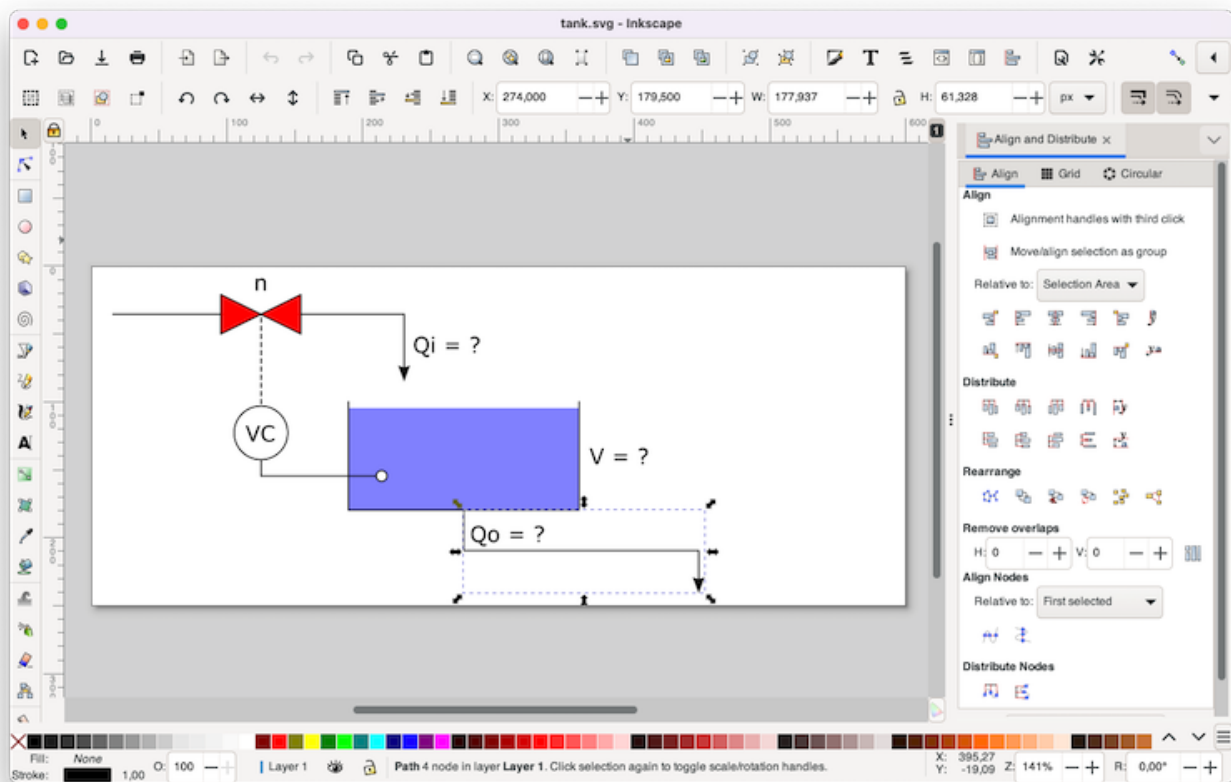 tank.svg - Inkscape
X: 274,000 Y: 179,500 W: 177,937 H: 61,328 px
0 100 200 300 400 500 600
1
Align and Distribute
Align Grid Circular
Align
Alignment handles with third click
Move/align selection as group
Relative to: Selection Area
Distribute
Rearrange
Remove overlaps
H: 0 V: 0
Align Nodes
Relative to: First selected
Distribute Nodes
n
Qi = ?
VC
V = ?
Qo = ?
Fill: None
Stroke: 1,00
O: 100
Path 4 node in layer Layer 1. Click selection again to toggle scale/rotation handles.
X: 395,27
Y: -19,09
Z: 141%
R: 0,00°